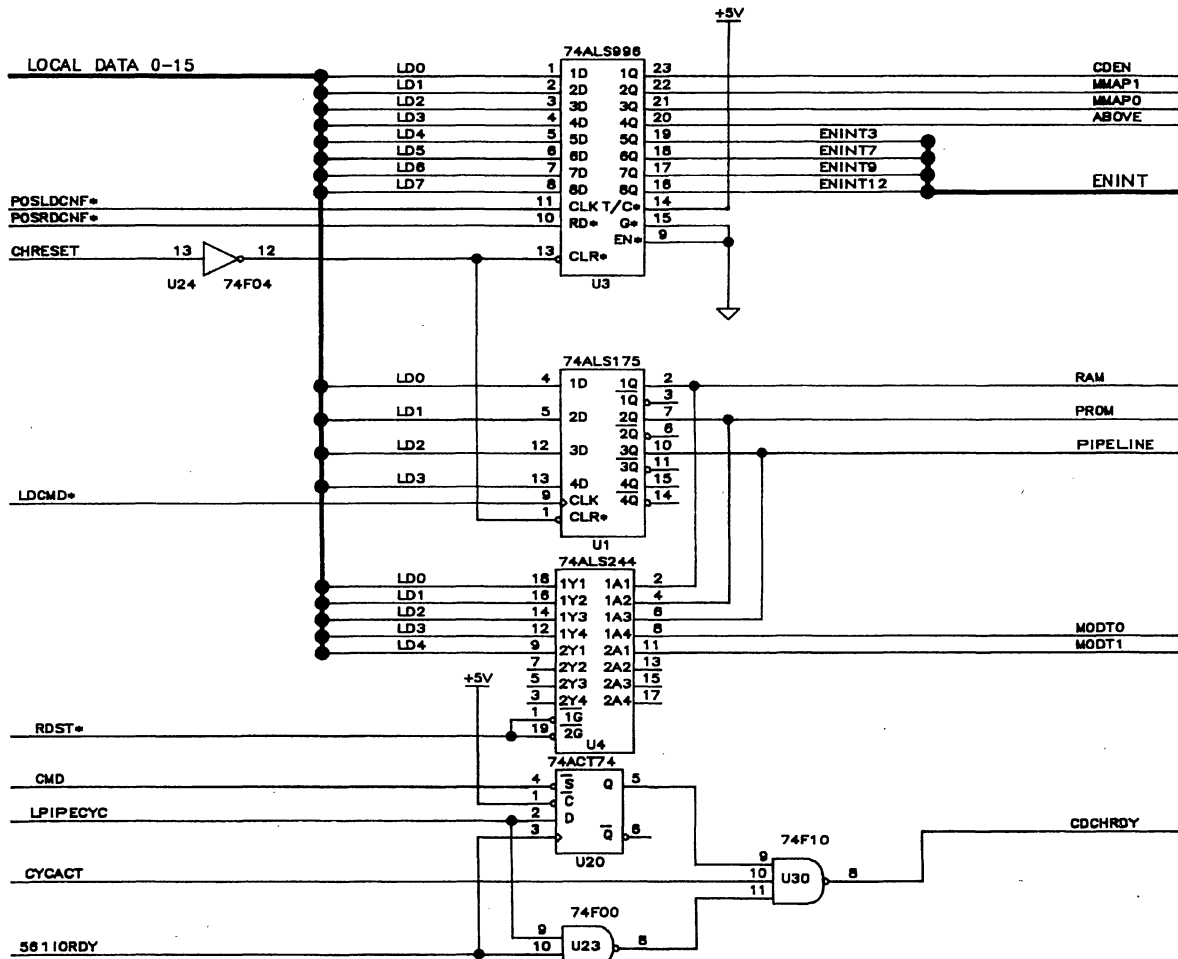 +5V
74ALS996
LOCAL DATA 0-15
LD0 1 1D 1Q 23 CDEN
LD1 2 2D 2Q 22 MMAP1
LD2 3 3D 3Q 21 MMAP0
LD3 4 4D 4Q 20 ABOVE
LD4 5 5D 5Q 19 ENINT3
LD5 6 6D 6Q 18 ENINT7
LD6 7 7D 7Q 17 ENINT9
LD7 8 8D 8Q 16 ENINT12 ENINT
POSLDCNF* 11 CLK T/C* 14
POSRDCNF* 10 RD* G* 15
EN* 9
CHRESET 13 12 13 CLR*
U24 74F04 U3
74ALS175
LD0 4 1D 1Q 2 RAM
1Q 3
LD1 5 2D 2Q 7 PROM
2Q 6
LD2 12 3D 3Q 10 PIPELINE
3Q 11
LD3 13 4D 4Q 15
LDCMD* 9 CLK 4Q 14
1 CLR*
U1
74ALS244
LD0 18 1Y1 1A1 2
LD1 16 1Y2 1A2 4
LD2 14 1Y3 1A3 6
LD3 12 1Y4 1A4 8 MODT0
LD4 9 2Y1 2A1 11 MODT1
7 2Y2 2A2 13
+5V 5 2Y3 2A3 15
3 2Y4 2A4 17
1 1G
RDST* 19 2G
U4
74ACT74
CMD 4 S Q 5
1 C
LPIPECYC 2 D
3 Q 6
CDCHRDY
U20
74F10
9
CYCACT 10 U30 8
11
74F00
9
561IORDY 10 U23 8